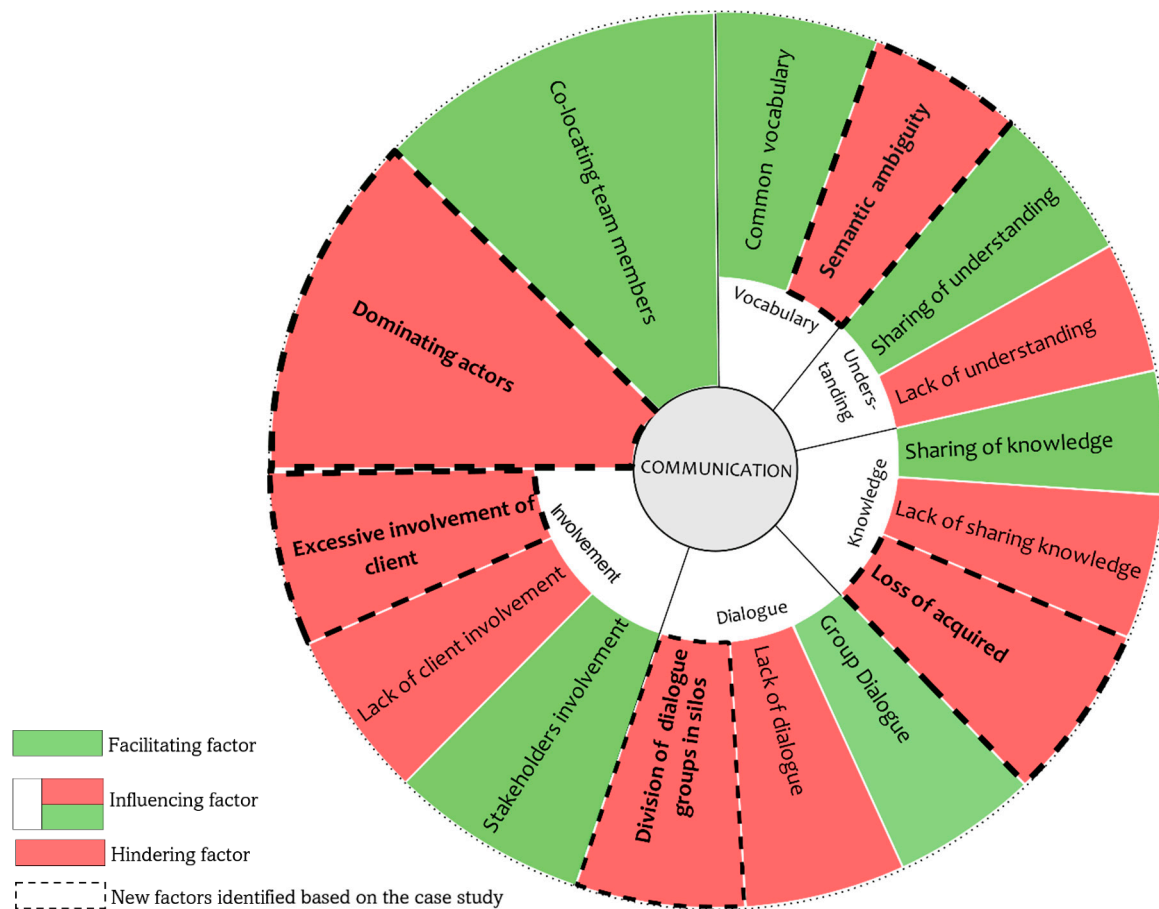 Co-locating team members
Common vocabulary
Semantic ambiguity
Sharing of understanding
Lack of understanding
Sharing of knowledge
Lack of sharing knowledge
Loss of acquired
Group Dialogue
Lack of dialogue
Division of dialogue
groups in silos
Stakeholders involvement
Lack of client involvement
Excessive involvement of
client
Dominating actors
Vocabulary
Unders-
tanding
Knowledge
Dialogue
Involvement
COMMUNICATION
Facilitating factor
Influencing factor
Hindering factor
New factors identified based on the case study